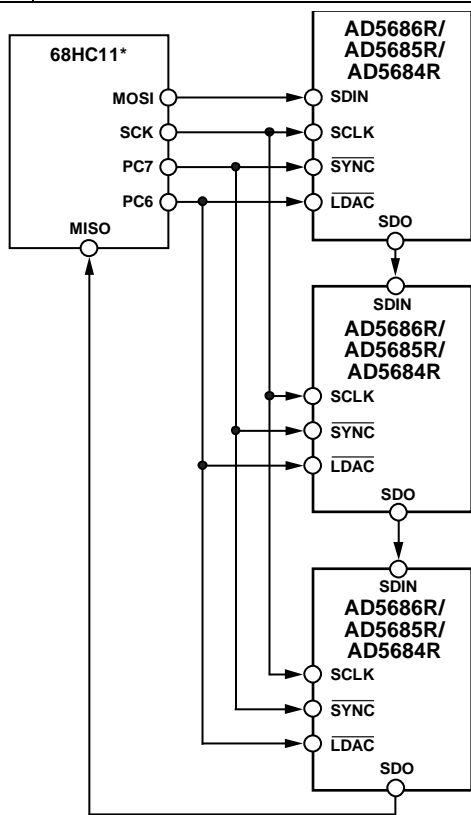 68HC11*
MOSI
SCK
PC7
PC6
MISO
AD5686R/
AD5685R/
AD5684R
SDIN
SCLK
SYNC
LDAC
SDO
SDIN
AD5686R/
AD5685R/
AD5684R
SCLK
SYNC
LDAC
SDO
SDIN
AD5686R/
AD5685R/
AD5684R
SCLK
SYNC
LDAC
SDO